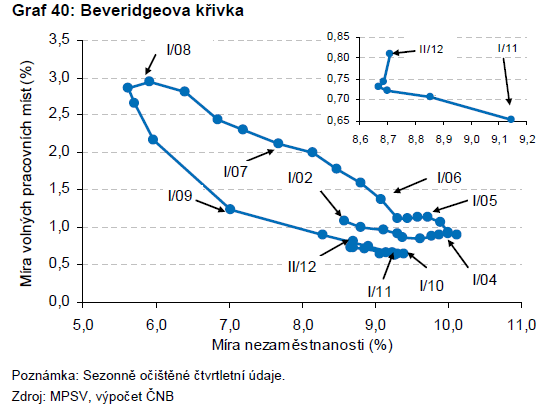 Graf 40: Beveridgeova křivka
Míra volných pracovních míst (%)
3,5
3,0
2,5
2,0
1,5
1,0
0,5
0,0
5,0 6,0 7,0 8,0 9,0 10,0 11,0
Míra nezaměstnanosti (%)
I/08
I/07
I/09
I/02
I/06
I/05
II/12
I/11
I/10
I/04
0,85
0,80
0,75
0,70
0,65
8,6 8,7 8,8 8,9 9,0 9,1 9,2
II/12
I/11
Poznámka: Sezonně očištěné čtvrtletní údaje.
Zdroj: MPSV, výpočet ČNB